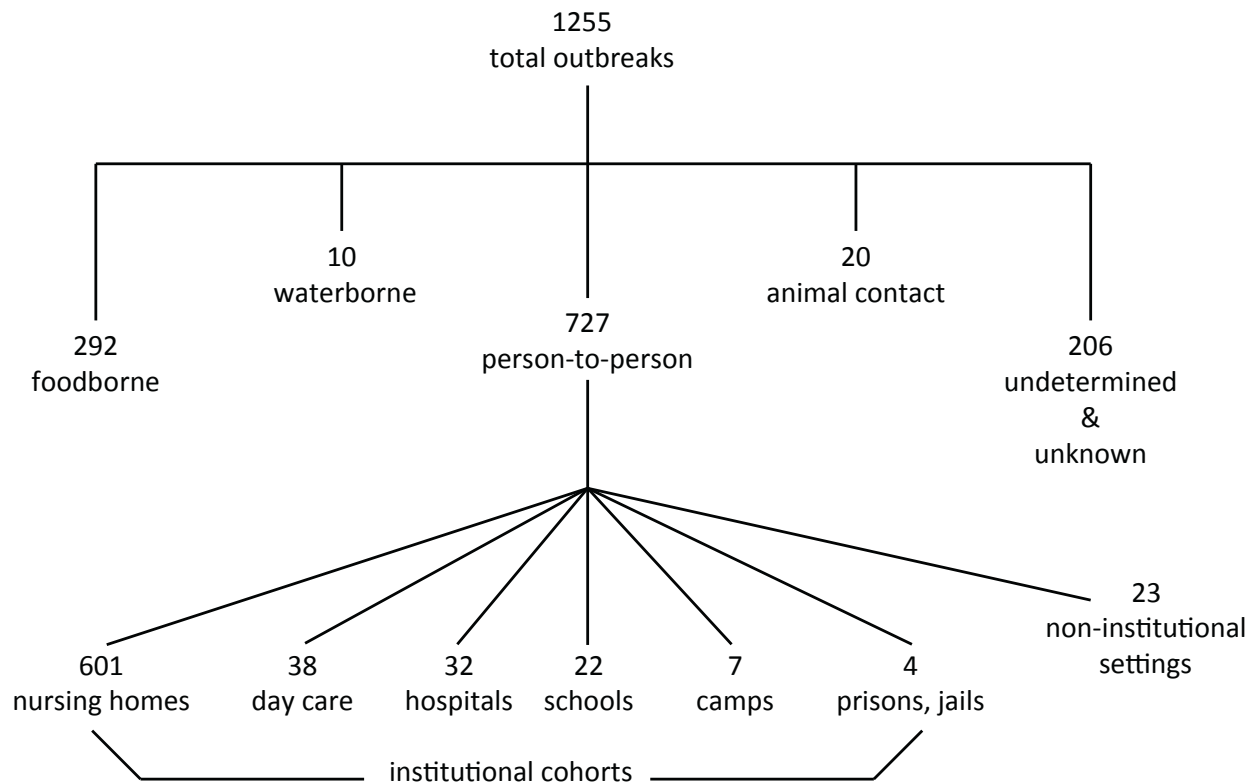 1255
total outbreaks
10
waterborne
20
animal contact
727
person-to-person
292
foodborne
206
undetermined
&
unknown
23
non-institutional
settings
601
nursing homes
38
day care
32
hospitals
22
schools
7
camps
4
prisons, jails
institutional cohorts